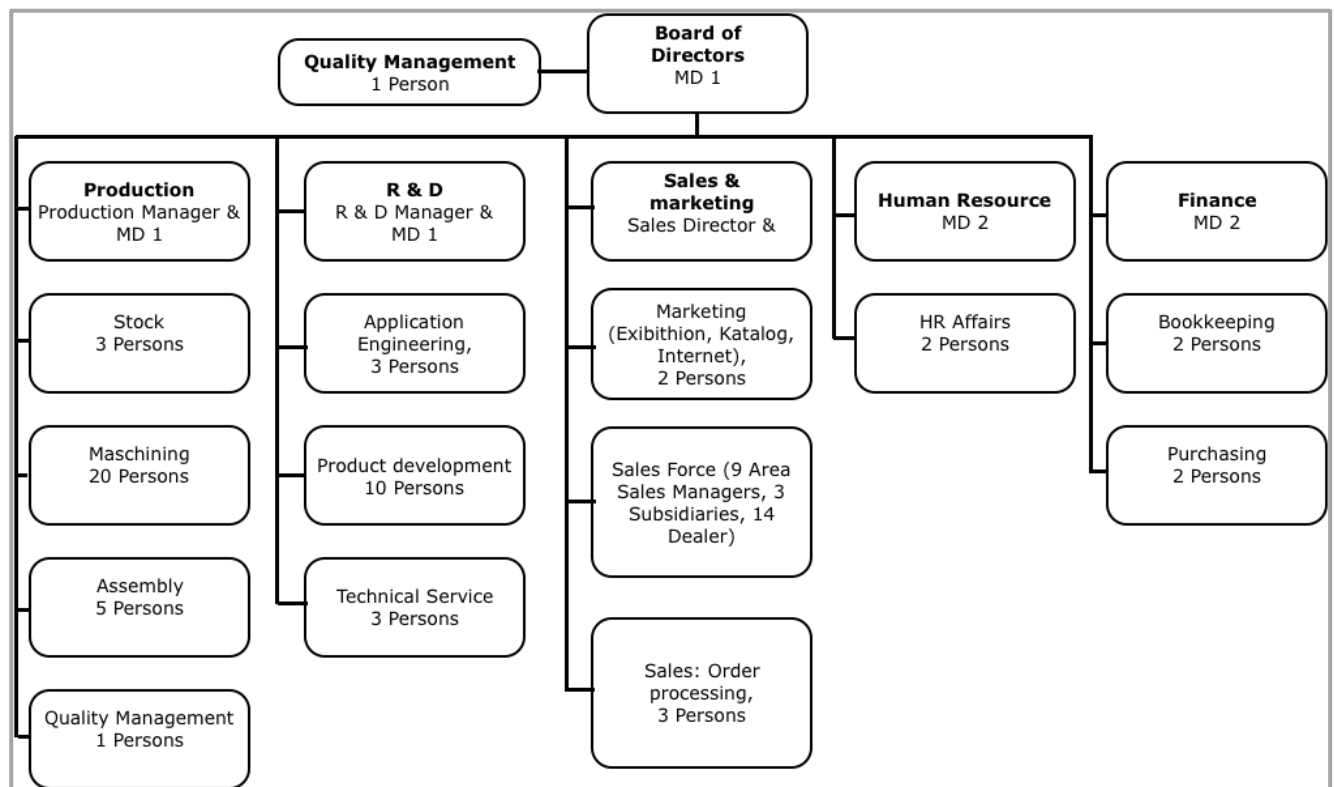 Board of
Directors
MD 1
Quality Management
1 Person
Production
Production Manager &
MD 1
Stock
3 Persons
Maschining
20 Persons
Assembly
5 Persons
Quality Management
1 Persons
R & D
R & D Manager &
MD 1
Application
Engineering,
3 Persons
Product development
10 Persons
Technical Service
3 Persons
Sales &
marketing
Sales Director &
Marketing
(Exibithion, Katalog,
Internet),
2 Persons
Sales Force (9 Area
Sales Managers, 3
Subsidiaries, 14
Dealer)
Sales: Order
processing,
3 Persons
Human Resource
MD 2
HR Affairs
2 Persons
Finance
MD 2
Bookkeeping
2 Persons
Purchasing
2 Persons